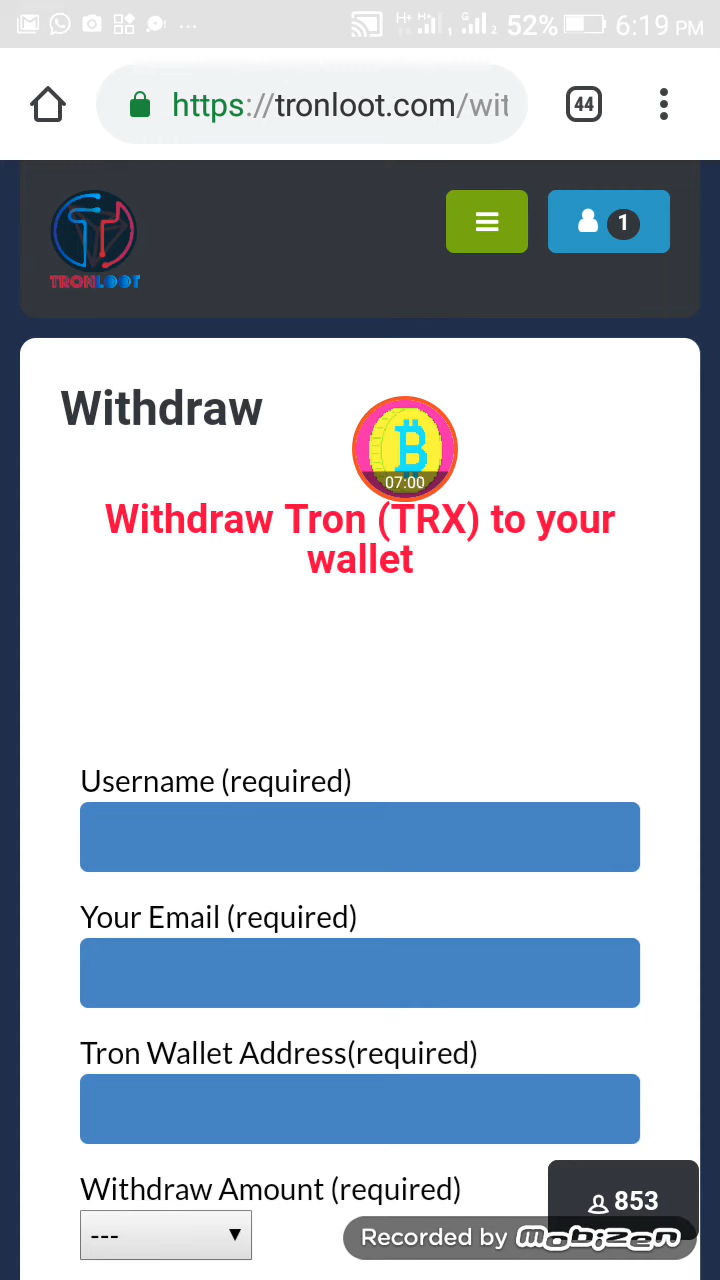 52% 6:19 PM
https://tronloot.com/wit
44
TRONLOOT
1
Withdraw
07:00
Withdraw Tron (TRX) to your
wallet
Username (required)
Your Email (required)
Tron Wallet Address(required)
Withdraw Amount (required)
853
---
Recorded by mobizen